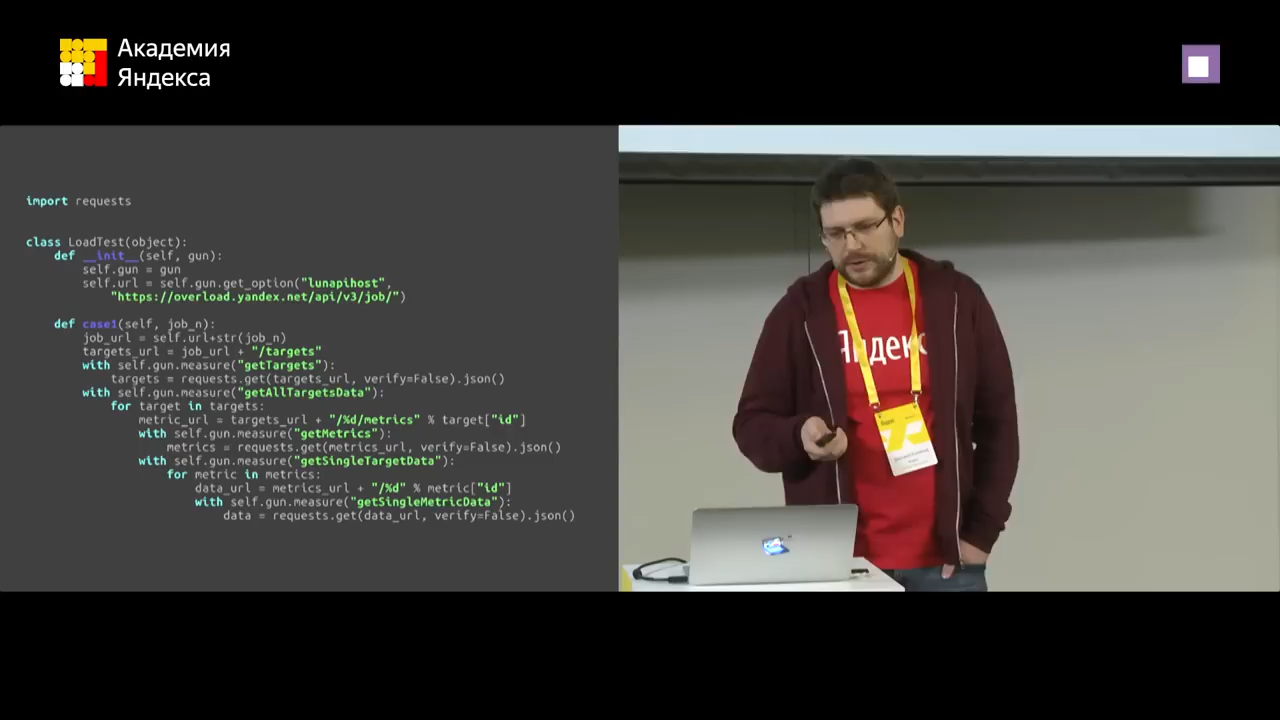 Академия
Яндекса
import requests
class LoadTest(object):
    def __init__(self, gun):
        self.gun = gun
        self.url = self.gun.get_option("lunapihost",
            "https://overload.yandex.net/api/v3/job/")
    def case1(self, job_n):
        job_url = self.url+str(job_n)
        targets_url = job_url + "/targets"
        with self.gun.measure("getTargets"):
            targets = requests.get(targets_url, verify=False).json()
        with self.gun.measure("getAllTargetsData"):
            for target in targets:
                metric_url = targets_url + "/%d/metrics" % target["id"]
                with self.gun.measure("getMetrics"):
                    metrics = requests.get(metrics_url, verify=False).json()
                with self.gun.measure("getSingleTargetData"):
                    for metric in metrics:
                        data_url = metrics_url + "/%d" % metric["id"]
                        with self.gun.measure("getSingleMetricData"):
                            data = requests.get(data_url, verify=False).json()
Яндекс